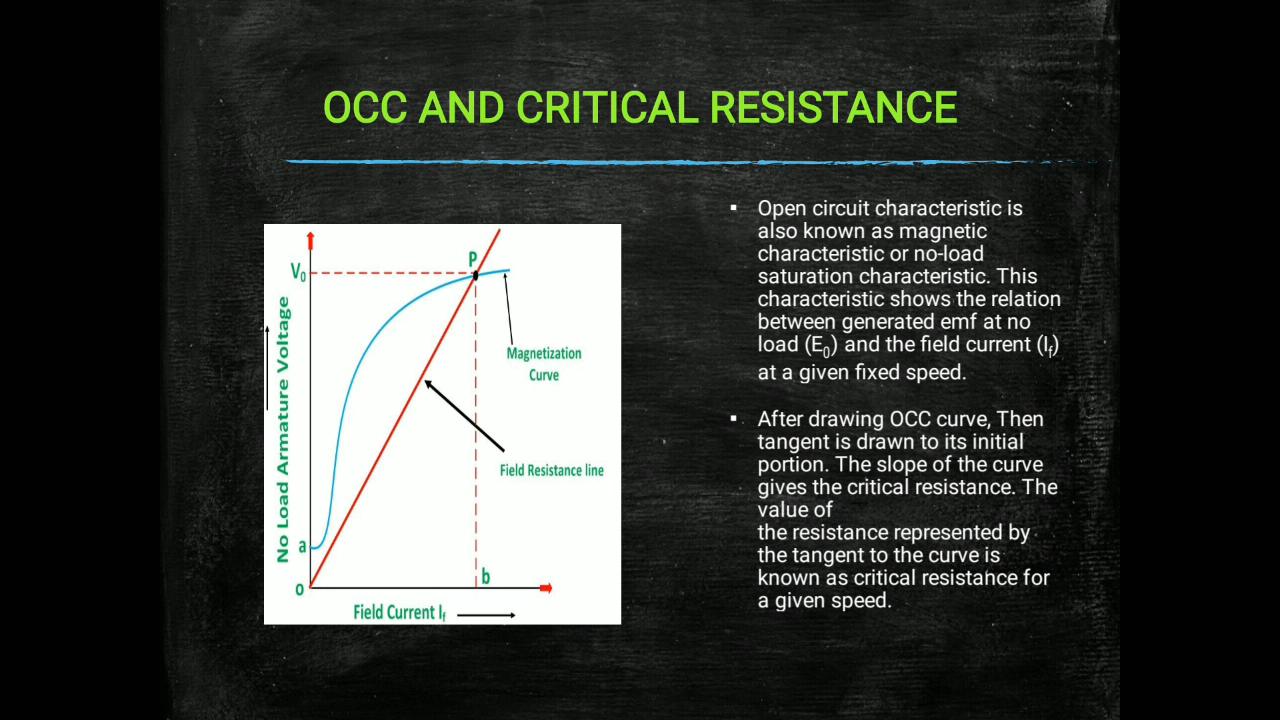 OCC AND CRITICAL RESISTANCE
V0
P
No Load Armature Voltage
Magnetization
Curve
Field Resistance line
a
b
o
Field Current If
▪ Open circuit characteristic is
also known as magnetic
characteristic or no-load
saturation characteristic. This
characteristic shows the relation
between generated emf at no
load (E0) and the field current (If)
at a given fixed speed.
▪ After drawing OCC curve, Then
tangent is drawn to its initial
portion. The slope of the curve
gives the critical resistance. The
value of
the resistance represented by
the tangent to the curve is
known as critical resistance for
a given speed.